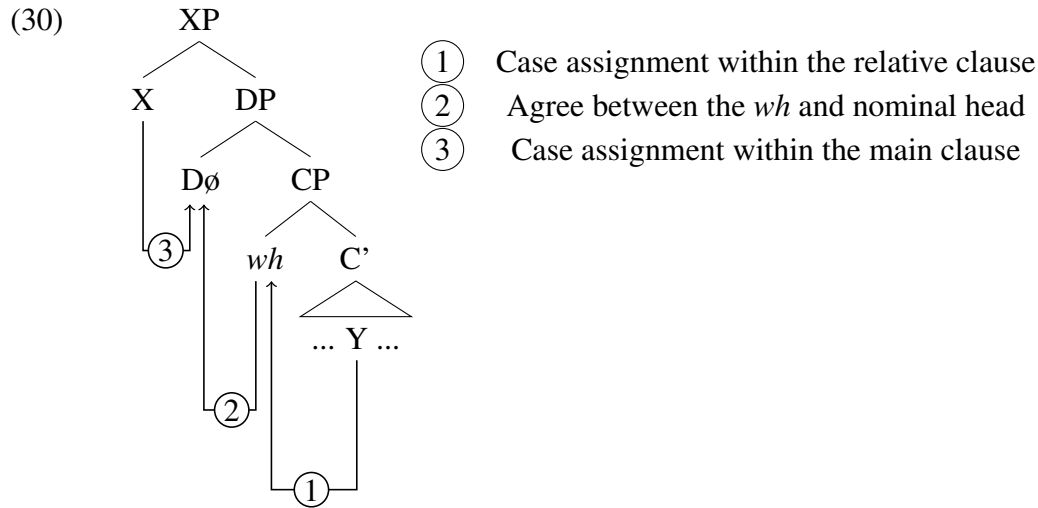 (30)
XP
① Case assignment within the relative clause
X DP
② Agree between the wh and nominal head
③ Case assignment within the main clause
Dø CP
③
wh C’
... Y ...
②
①